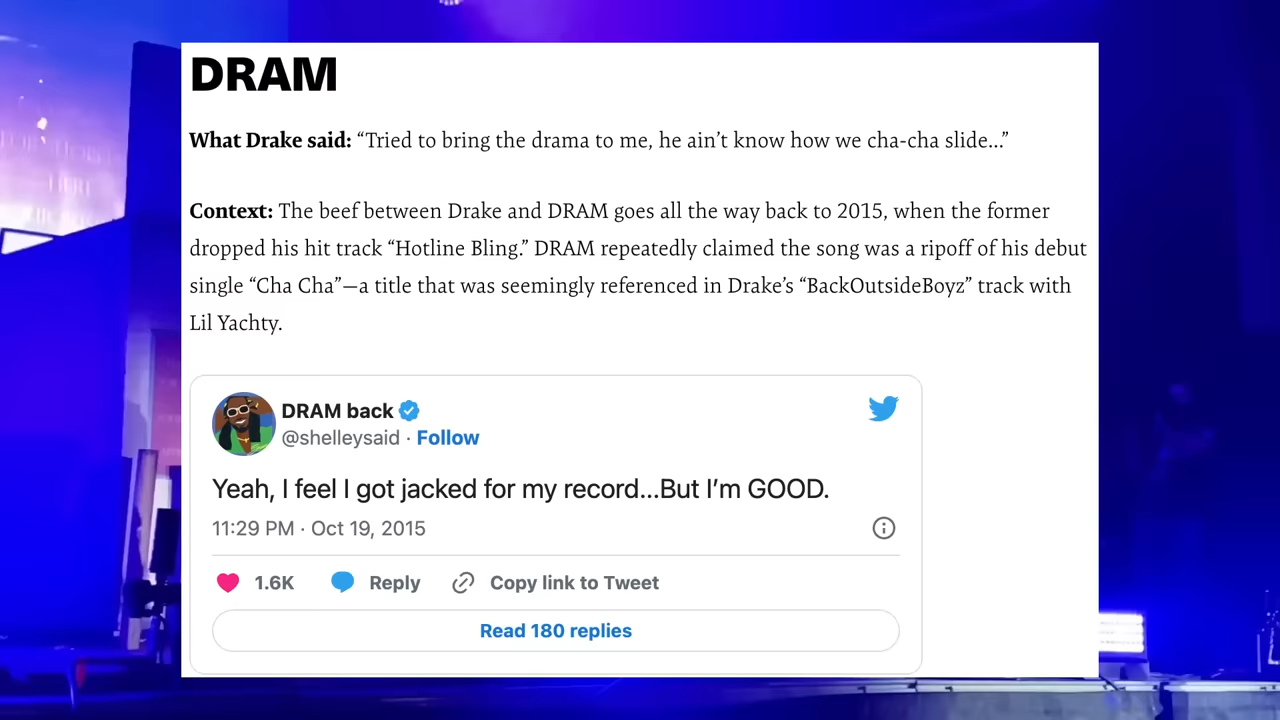 DRAM
What Drake said: “Tried to bring the drama to me, he ain’t know how we cha-cha slide...”
Context: The beef between Drake and DRAM goes all the way back to 2015, when the former
dropped his hit track “Hotline Bling.” DRAM repeatedly claimed the song was a ripoff of his debut
single “Cha Cha”—a title that was seemingly referenced in Drake’s “BackOutsideBoyz” track with
Lil Yachty.
DRAM back
@shelleysaid · Follow
Yeah, I feel I got jacked for my record...But I’m GOOD.
11:29 PM · Oct 19, 2015
1.6K Reply Copy link to Tweet
Read 180 replies